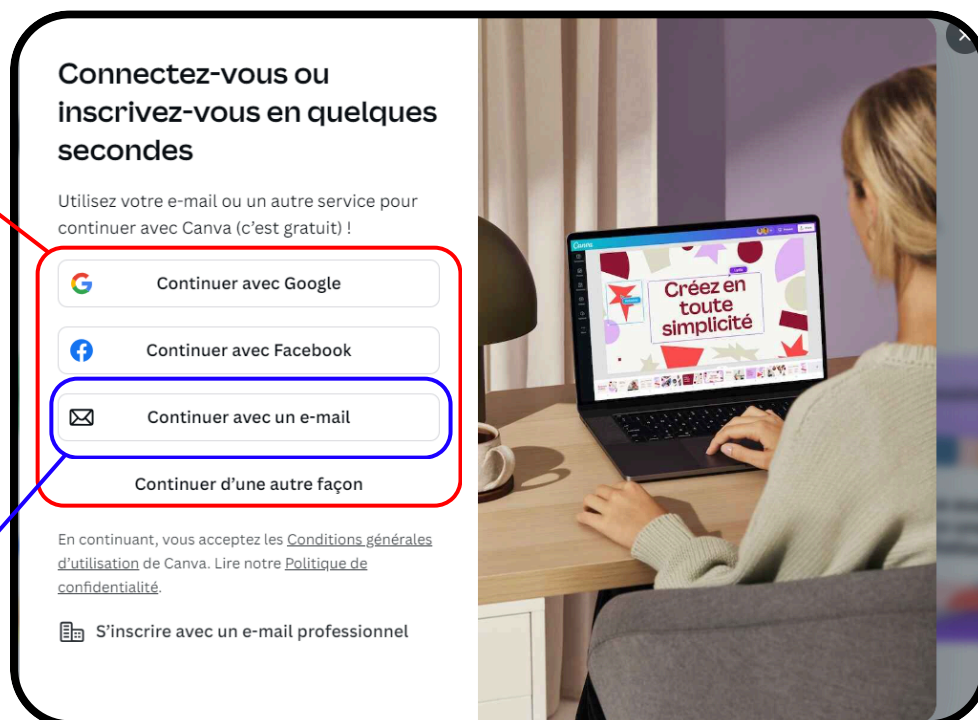 Connectez-vous ou
inscrivez-vous en quelques
secondes
Utilisez votre e-mail ou un autre service pour
continuer avec Canva (c'est gratuit) !
Continuer avec Google
Continuer avec Facebook
Continuer avec un e-mail
Continuer d'une autre façon
En continuant, vous acceptez les Conditions générales
d'utilisation de Canva. Lire notre Politique de
confidentialité.
S'inscrire avec un e-mail professionnel
Canva
Créez en
toute
simplicité